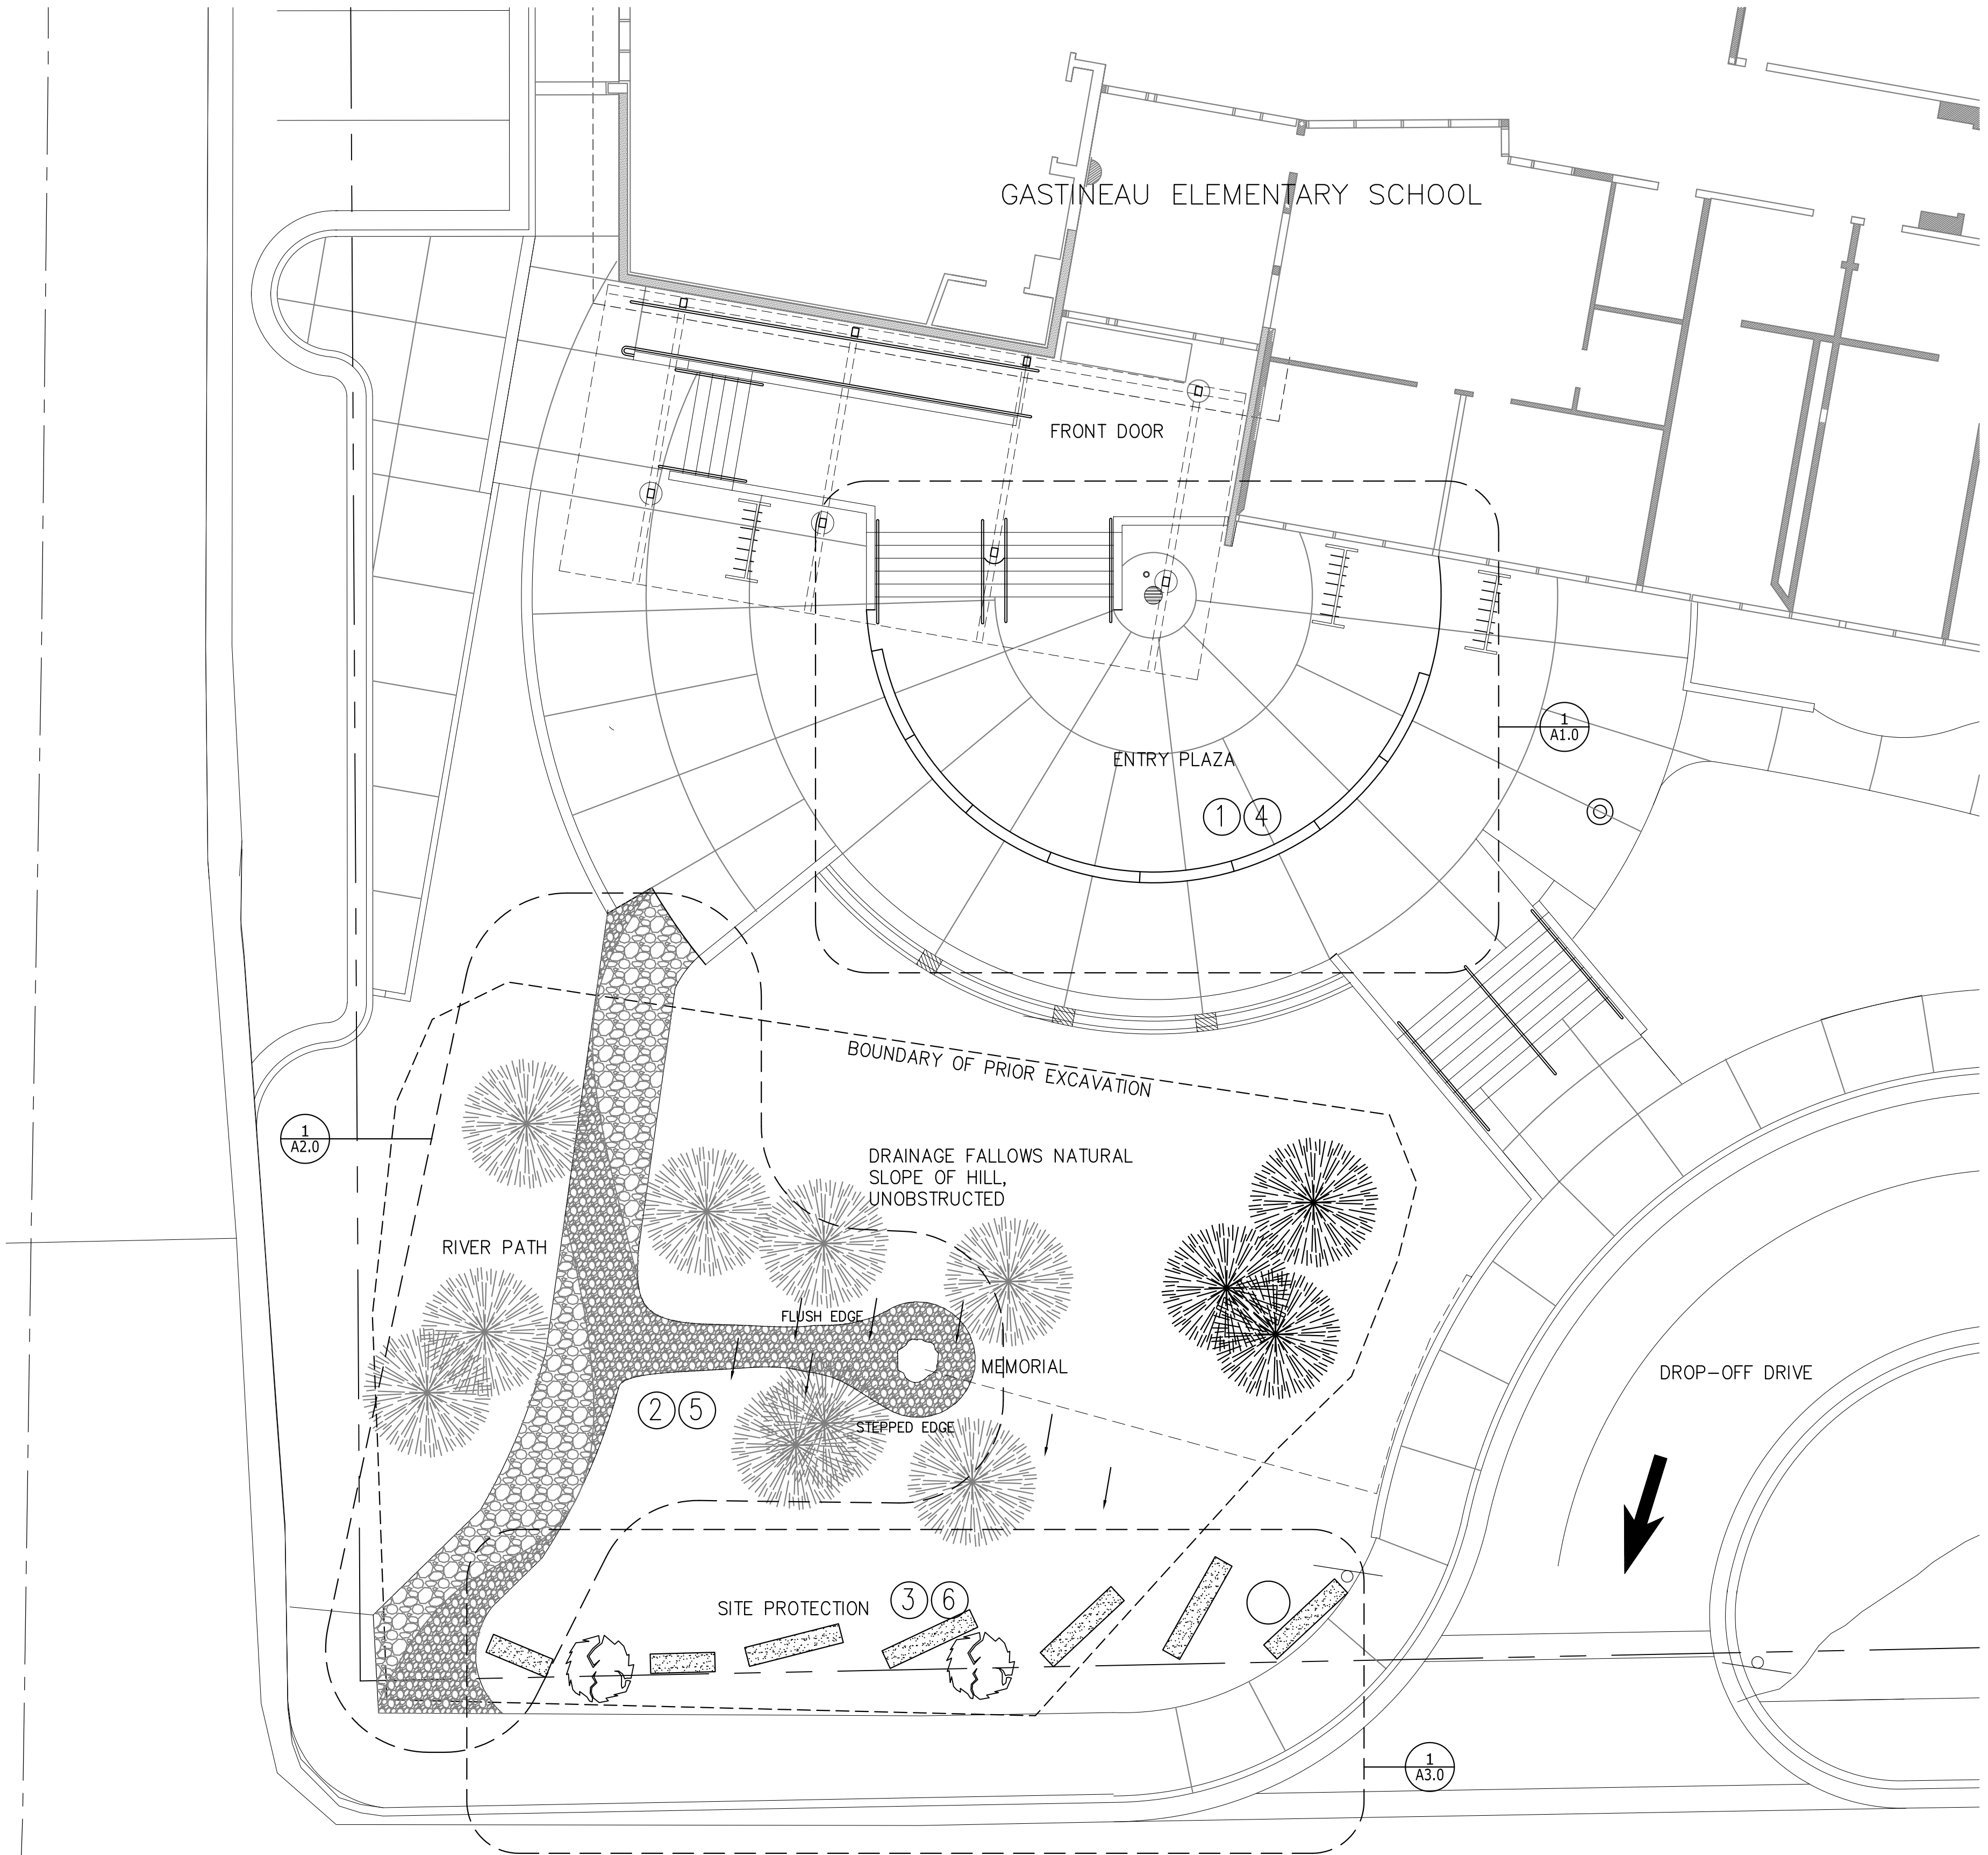 GASTINEAU ELEMENTARY SCHOOL
FRONT DOOR
1
A1.0
ENTRY PLAZA
1 4
BOUNDARY OF PRIOR EXCAVATION
1
A2.0
DRAINAGE FALLOWS NATURAL
SLOPE OF HILL,
UNOBSTRUCTED
RIVER PATH
FLUSH EDGE
MEMORIAL
DROP-OFF DRIVE
2 5
STEPPED EDGE
SITE PROTECTION
3 6
1
A3.0